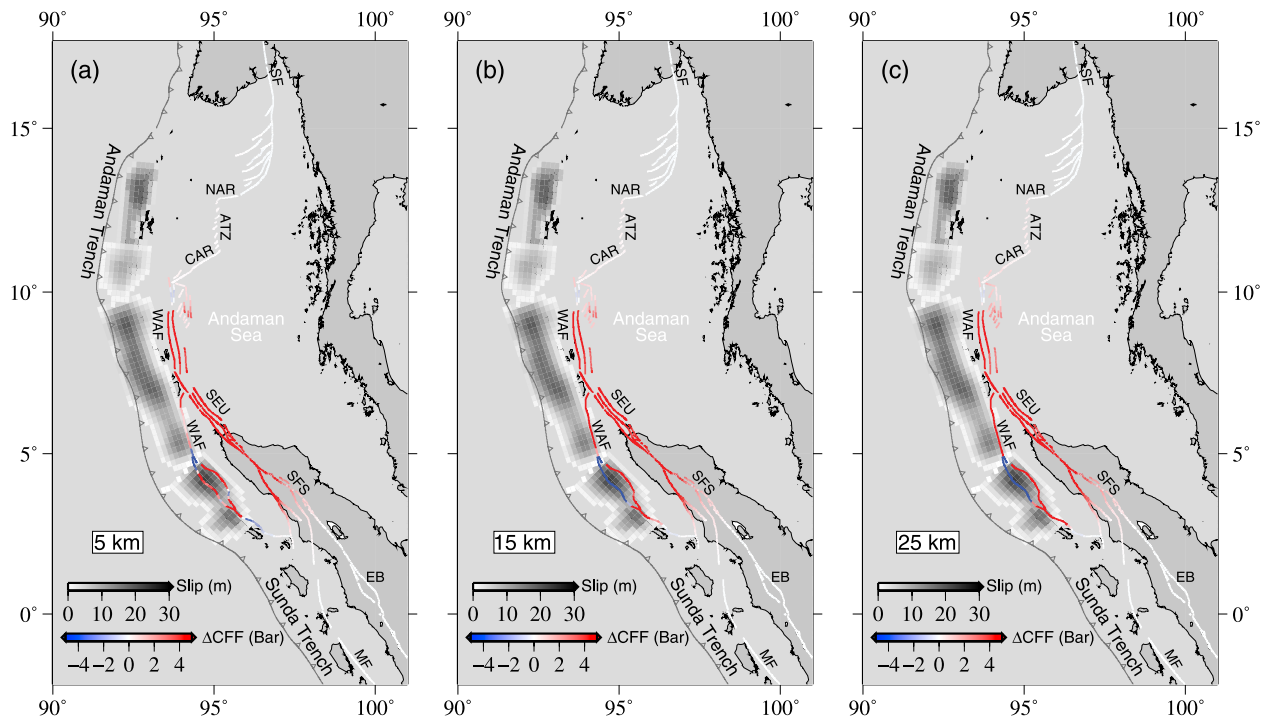 90°
95°
100°
90°
95°
100°
90°
95°
100°
(a)
SF
15°
NAR
ATZ
CAR
Andaman Trench
10°
WAF
Andaman
Sea
SEU
WAF
5°
SFS
5 km
EB
Slip (m)
0 10 20 30
0°
ΔCFF (Bar)
−4 −2 0 2 4
Sunda Trench
MF
90°
95°
100°
(b)
SF
NAR
ATZ
CAR
Andaman Trench
WAF
Andaman
Sea
SEU
WAF
SFS
15 km
EB
Slip (m)
0 10 20 30
ΔCFF (Bar)
−4 −2 0 2 4
Sunda Trench
MF
90°
95°
100°
(c)
SF
15°
NAR
ATZ
CAR
Andaman Trench
10°
WAF
Andaman
Sea
SEU
WAF
5°
SFS
25 km
EB
Slip (m)
0 10 20 30
0°
ΔCFF (Bar)
−4 −2 0 2 4
Sunda Trench
MF
90°
95°
100°